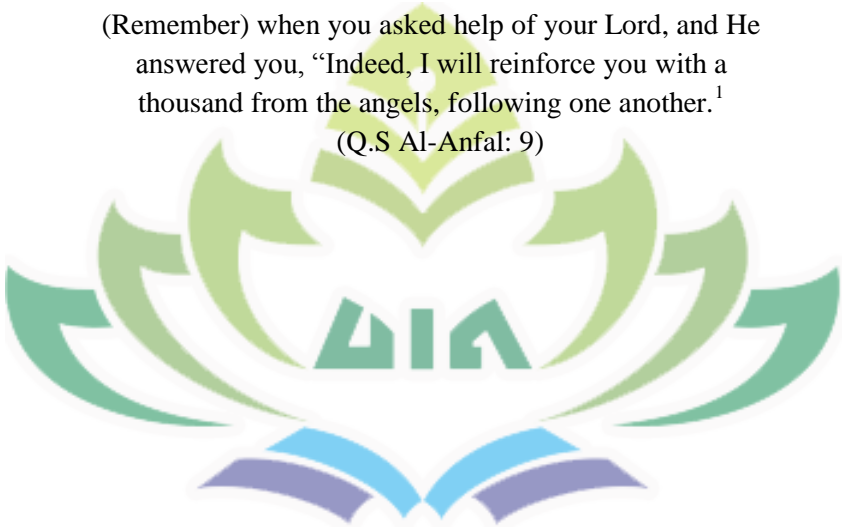 (Remember) when you asked help of your Lord, and He
answered you, “Indeed, I will reinforce you with a
thousand from the angels, following one another.¹
(Q.S Al-Anfal: 9)
UIN